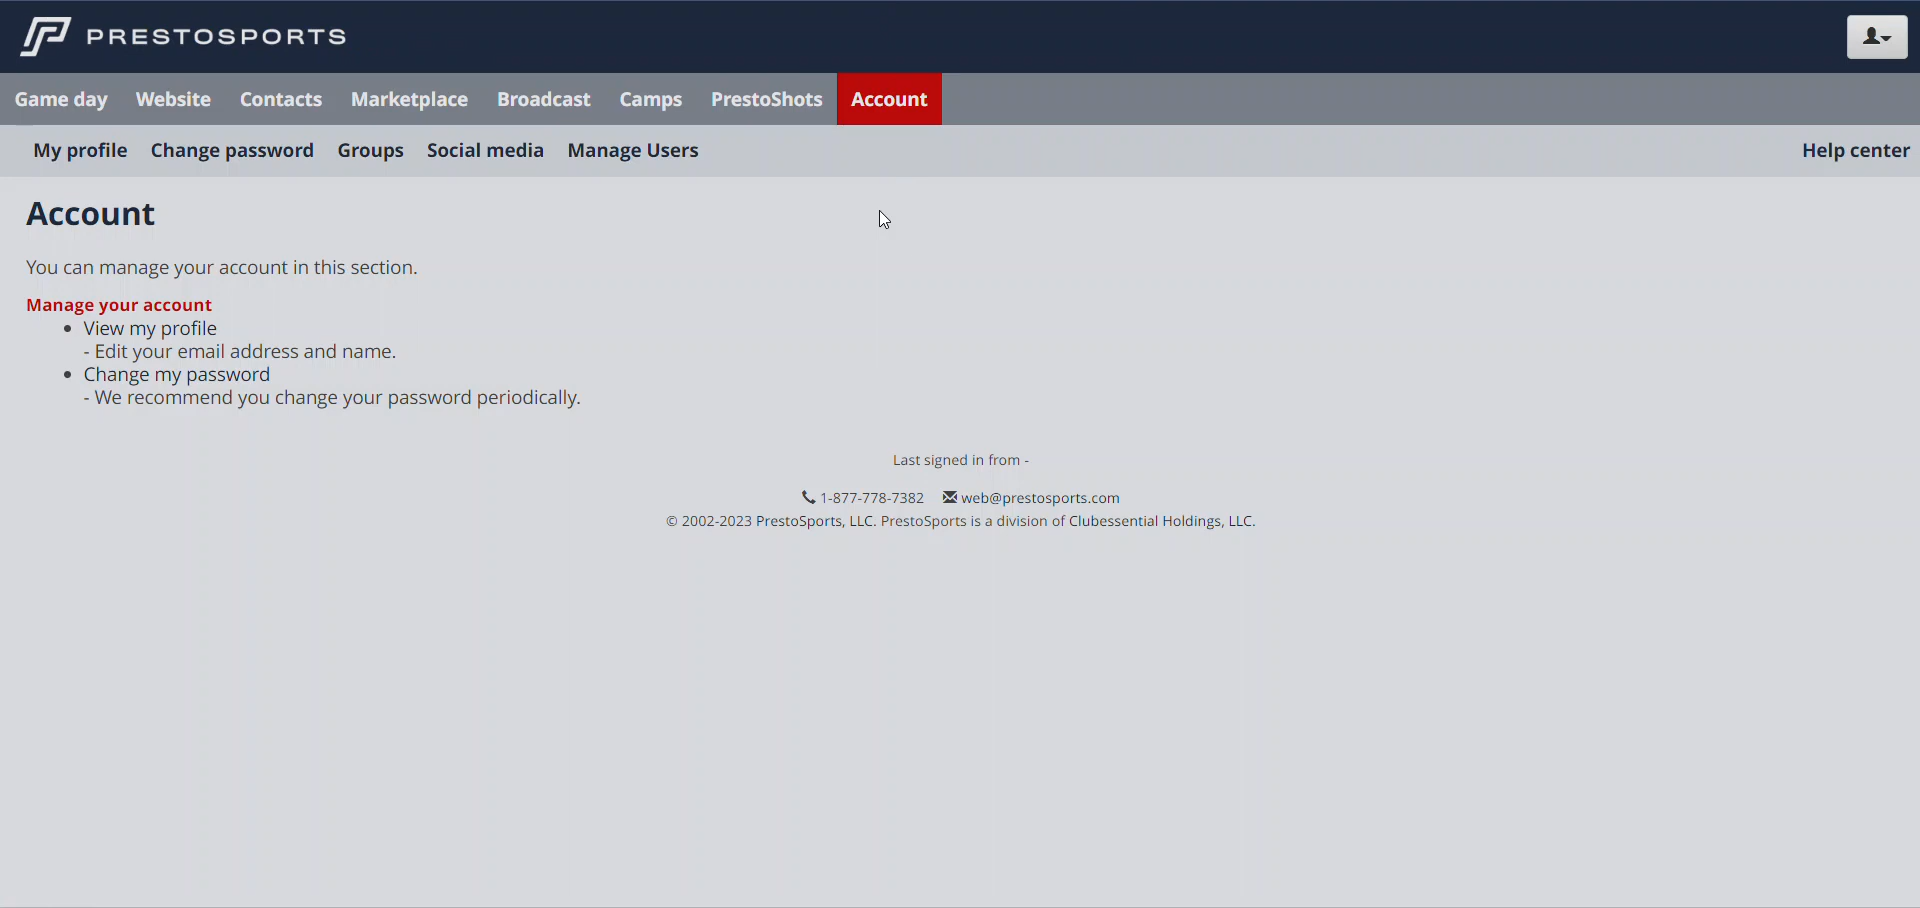 PRESTOSPORTS
Game day Website Contacts Marketplace Broadcast Camps PrestoShots Account
My profile Change password Groups Social media Manage Users Help center
Account
You can manage your account in this section.
Manage your account
• View my profile
- Edit your email address and name.
• Change my password
- We recommend you change your password periodically.
Last signed in from -
1-877-778-7382 web@prestosports.com
© 2002-2023 PrestoSports, LLC. PrestoSports is a division of Clubessential Holdings, LLC.